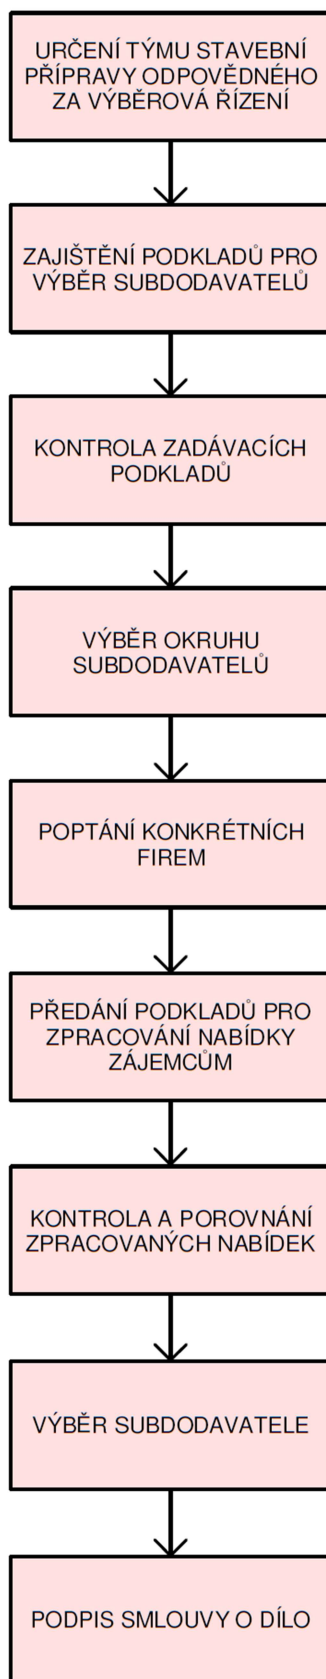 URČENÍ TÝMU STAVEBNÍ
PŘÍPRAVY ODPOVĚDNÉHO
ZA VÝBĚROVÁ ŘÍZENÍ
ZAJIŠTĚNÍ PODKLADŮ PRO
VÝBĚR SUBDODAVATELŮ
KONTROLA ZADÁVACÍCH
PODKLADŮ
VÝBĚR OKRUHU
SUBDODAVATELŮ
POPTÁNÍ KONKRÉTNÍCH
FIREM
PŘEDÁNÍ PODKLADŮ PRO
ZPRACOVÁNÍ NABÍDKY
ZÁJEMCŮM
KONTROLA A POROVNÁNÍ
ZPRACOVANÝCH NABÍDEK
VÝBĚR SUBDODAVATELE
PODPIS SMLOUVY O DÍLO